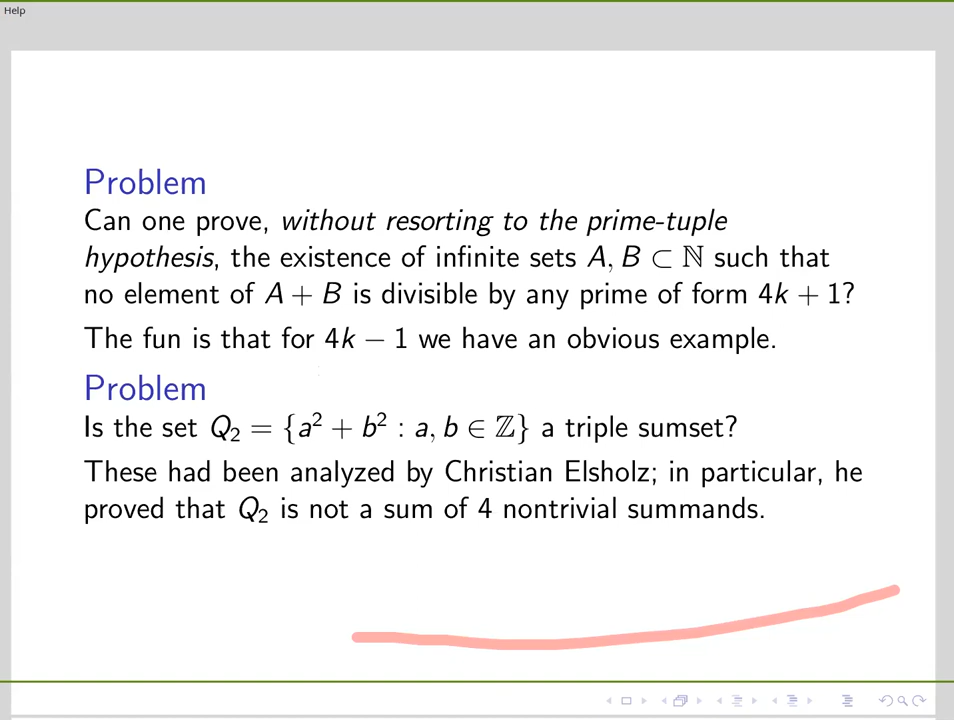 Help
Problem
Can one prove, without resorting to the prime-tuple
hypothesis, the existence of infinite sets A, B ⊂ ℕ such that
no element of A + B is divisible by any prime of form 4k + 1?
The fun is that for 4k − 1 we have an obvious example.
Problem
Is the set Q₂ = {a² + b² : a, b ∈ ℤ} a triple sumset?
These had been analyzed by Christian Elsholz; in particular, he
proved that Q₂ is not a sum of 4 nontrivial summands.